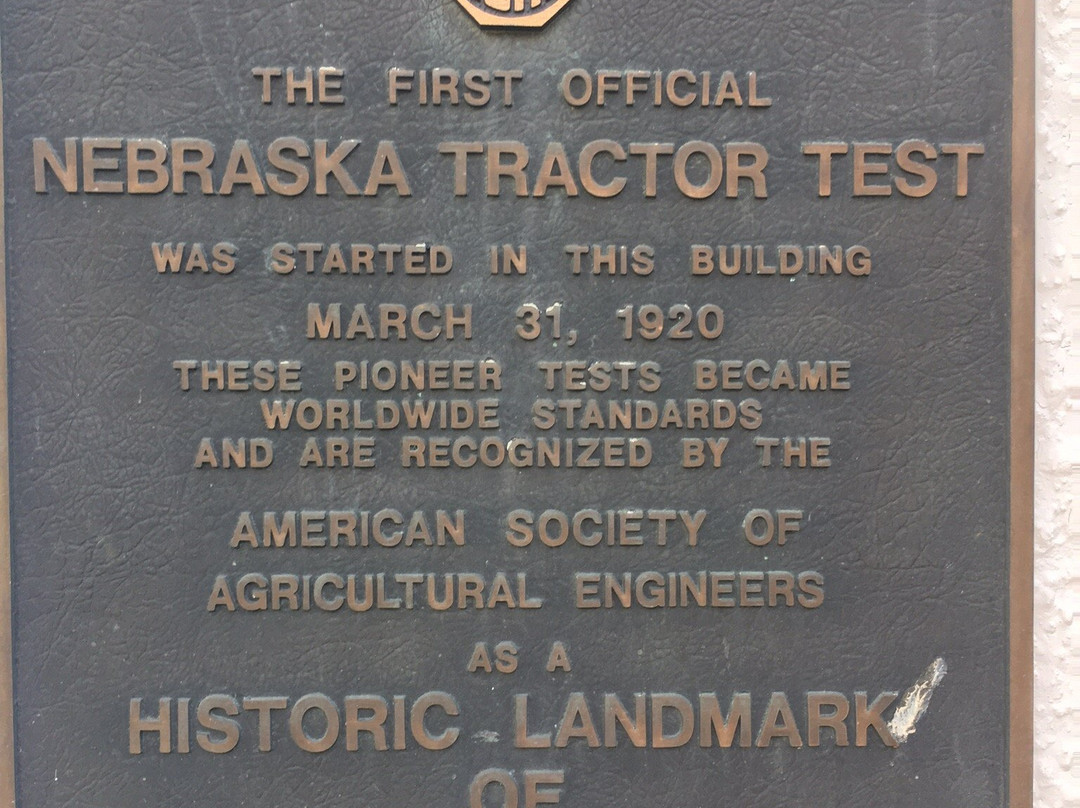 THE FIRST OFFICIAL
NEBRASKA TRACTOR TEST
WAS STARTED IN THIS BUILDING
MARCH 31, 1920
THESE PIONEER TESTS BECAME
WORLDWIDE STANDARDS
AND ARE RECOGNIZED BY THE
AMERICAN SOCIETY OF
AGRICULTURAL ENGINEERS
AS A
HISTORIC LANDMARK
OF